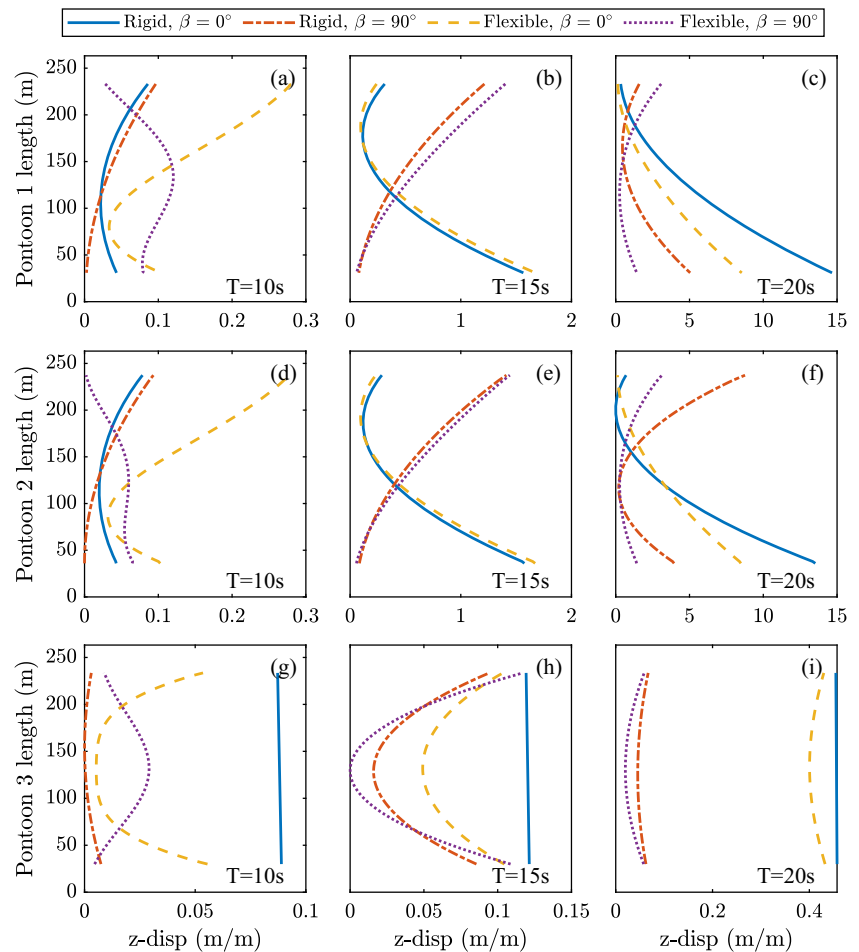 Rigid, β = 0° Rigid, β = 90° Flexible, β = 0° Flexible, β = 90°
Pontoon 1 length (m)
250
200
150
100
50
0
(a)
T=10s
0 0.1 0.2 0.3
(b)
T=15s
0 1 2
(c)
T=20s
0 5 10 15
Pontoon 2 length (m)
250
200
150
100
50
0
(d)
T=10s
0 0.1 0.2 0.3
(e)
T=15s
0 1 2
(f)
T=20s
0 5 10 15
Pontoon 3 length (m)
250
200
150
100
50
0
(g)
T=10s
0 0.05 0.1
z-disp (m/m)
(h)
T=15s
0 0.05 0.1 0.15
z-disp (m/m)
(i)
T=20s
0.2 0.4
z-disp (m/m)